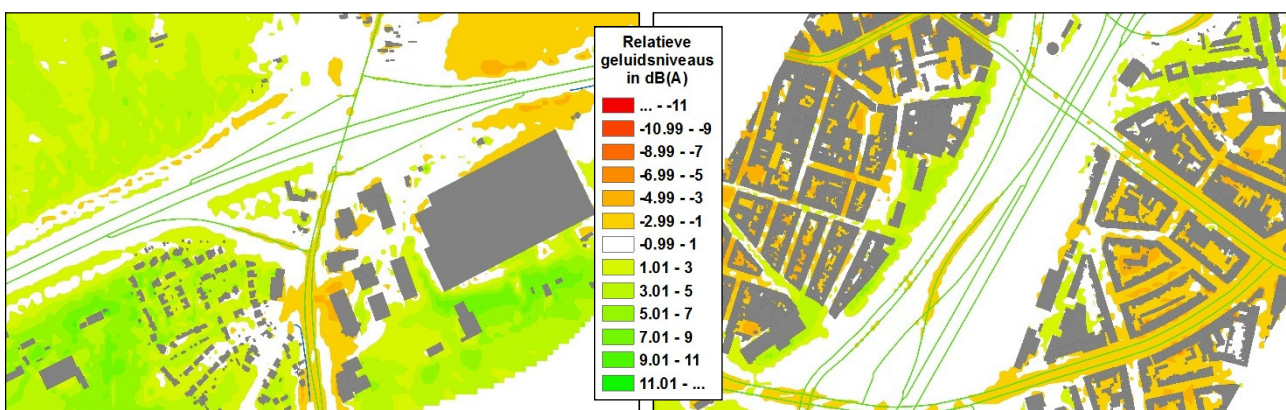 Relatieve
geluidsniveaus
in dB(A)
... - -11
-10.99 - -9
-8.99 - -7
-6.99 - -5
-4.99 - -3
-2.99 - -1
-0.99 - 1
1.01 - 3
3.01 - 5
5.01 - 7
7.01 - 9
9.01 - 11
11.01 - ...